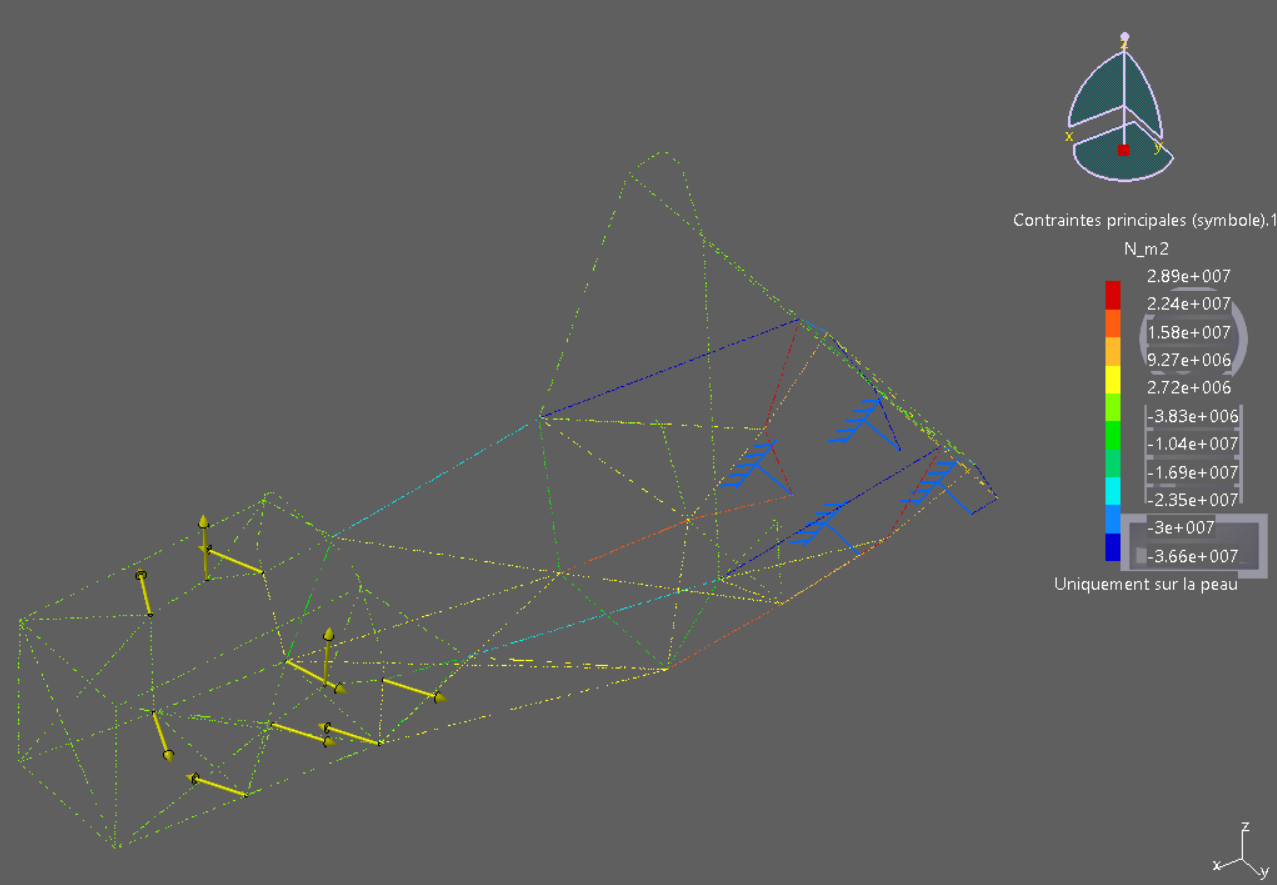 z
x
y
Contraintes principales (symbole).1
N_m2
2.89e+007
2.24e+007
1.58e+007
9.27e+006
2.72e+006
-3.83e+006
-1.04e+007
-1.69e+007
-2.35e+007
-3e+007
-3.66e+007
Uniquement sur la peau
z
x
y